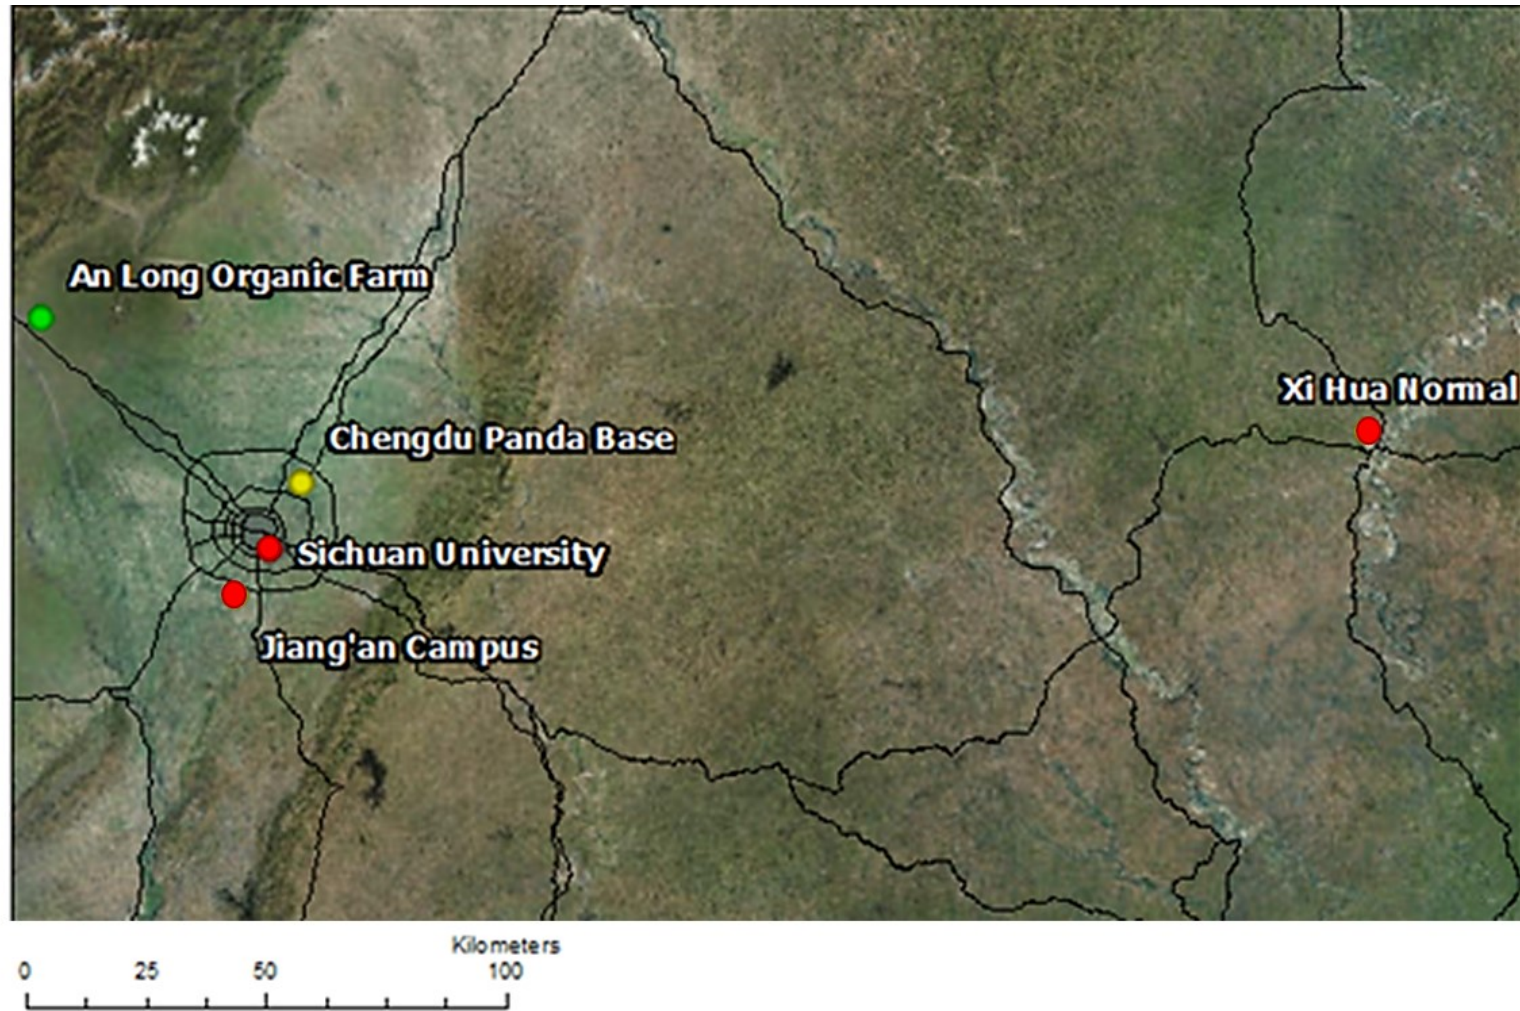 An Long Organic Farm
Xi Hua Normal
Chengdu Panda Base
Sichuan University
Jiang'an Campus
Kilometers
0 25 50 100